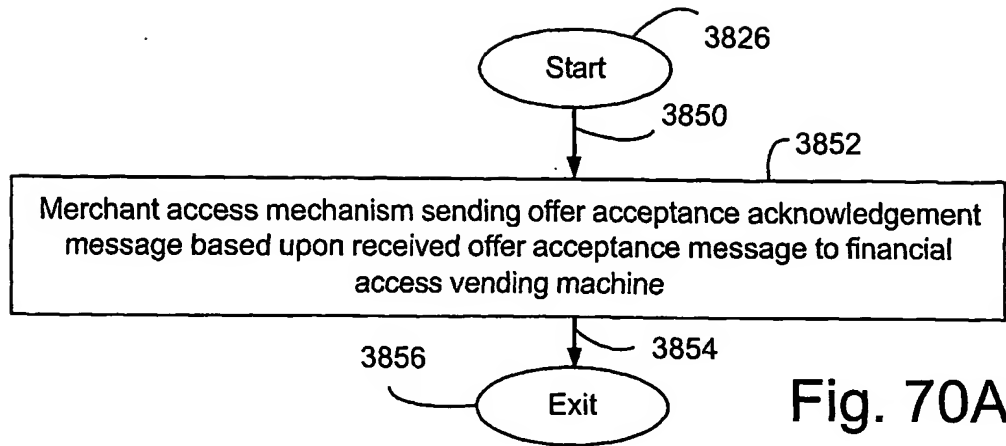 3826
Start
3850
3852
Merchant access mechanism sending offer acceptance acknowledgement
message based upon received offer acceptance message to financial
access vending machine
3856
3854
Exit
Fig. 70A